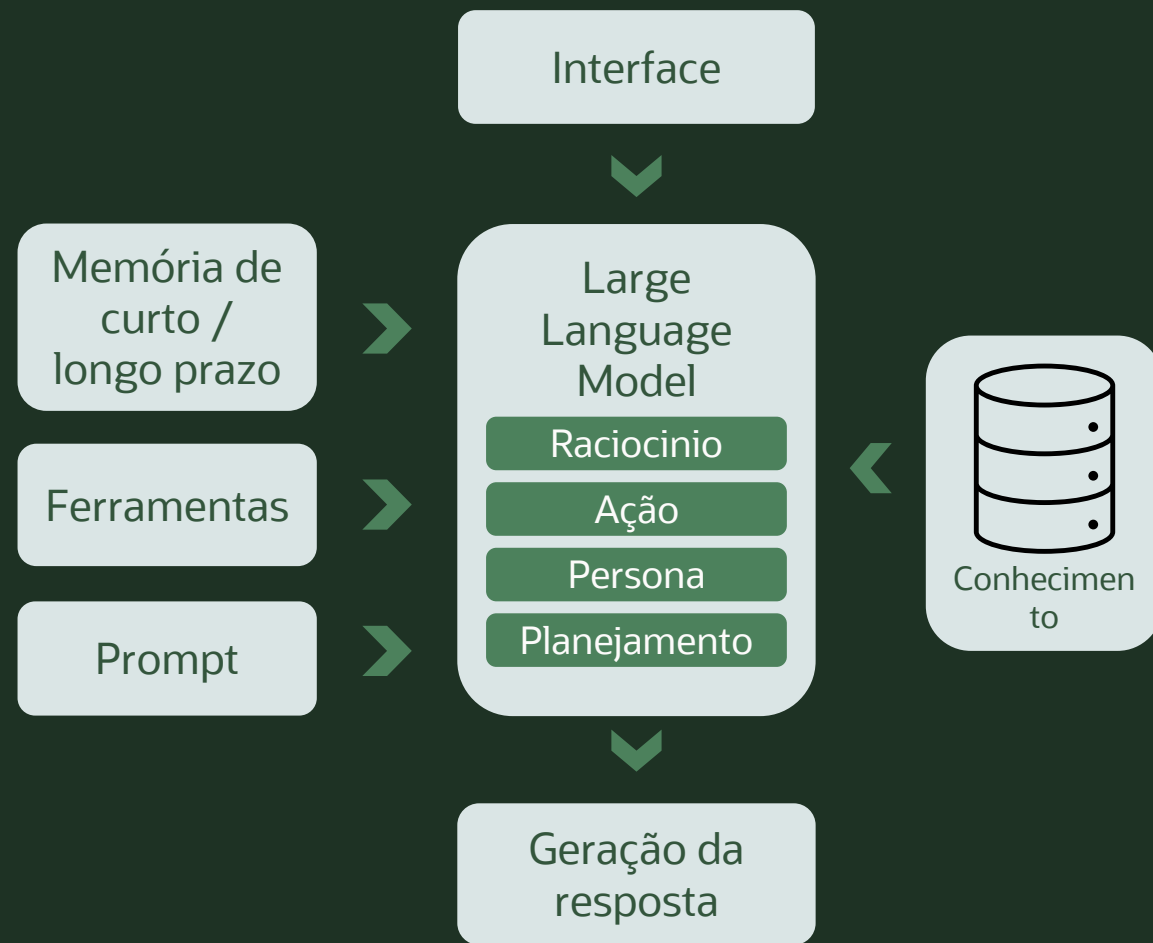 Interface
Memória de
curto /
longo prazo
Ferramentas
Prompt
Large
Language
Model
Raciocinio
Ação
Persona
Planejamento
Conhecimen
to
Geração da
resposta